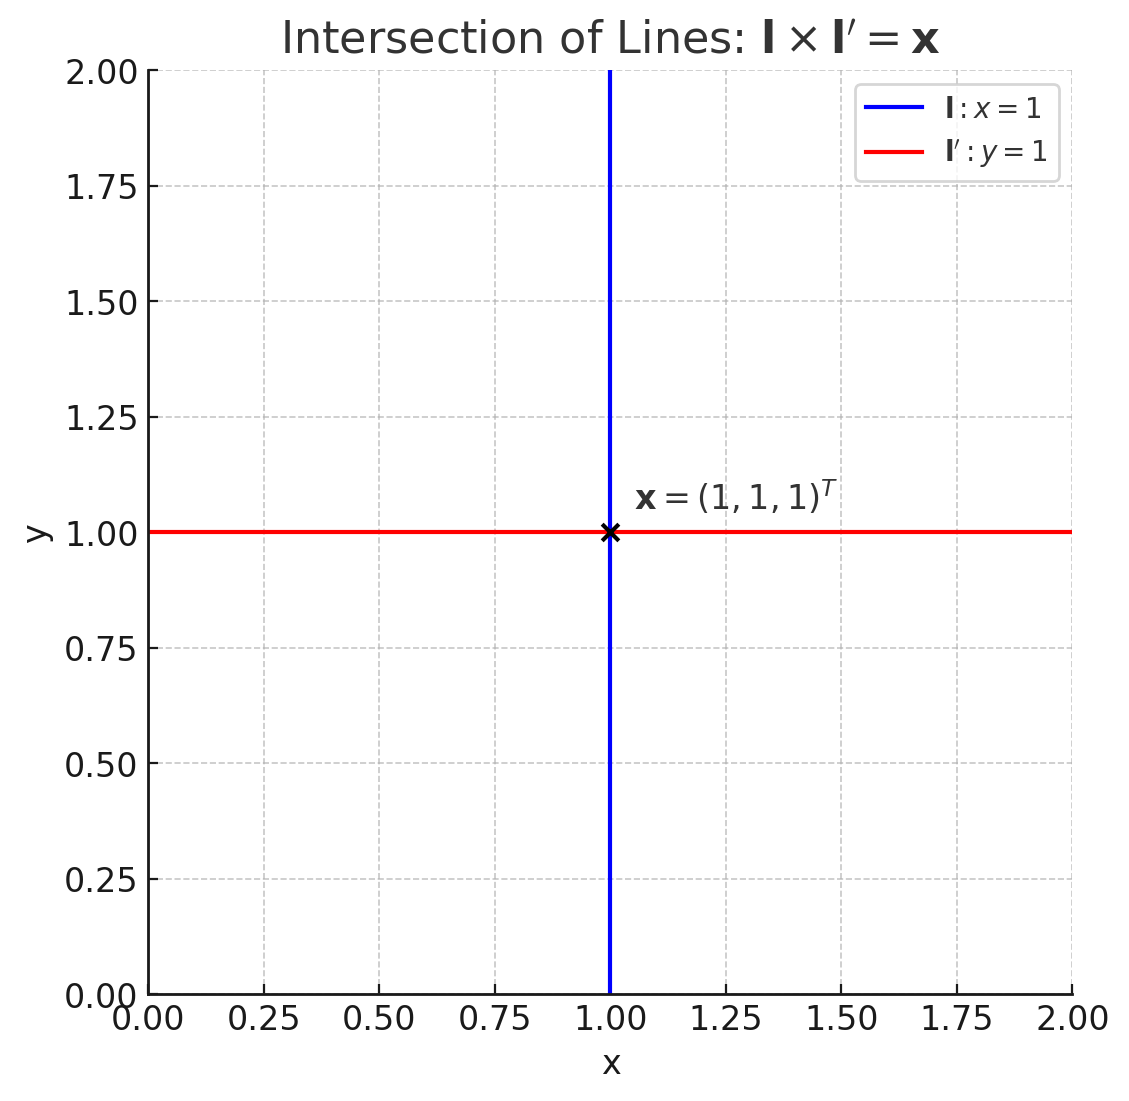 Intersection of Lines: l × l′ = x
l : x = 1
l′ : y = 1
2.00
1.75
1.50
1.25
x = (1, 1, 1)^T
1.00
0.75
0.50
0.25
0.00
y
0.00 0.25 0.50 0.75 1.00 1.25 1.50 1.75 2.00
x